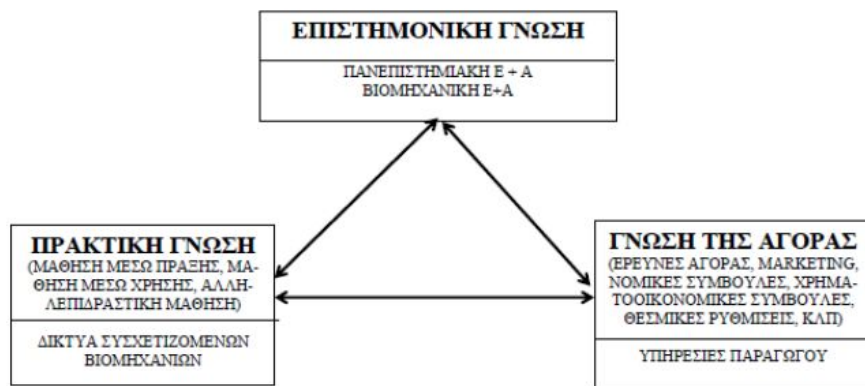 ΕΠΙΣΤΗΜΟΝΙΚΗ ΓΝΩΣΗ
ΠΑΝΕΠΙΣΤΗΜΙΑΚΗ Ε + Α
ΒΙΟΜΗΧΑΝΙΚΗ Ε+Α
ΠΡΑΚΤΙΚΗ ΓΝΩΣΗ
(ΜΑΘΗΣΗ ΜΕΣΩ ΠΡΑΞΗΣ, ΜΑ-
ΘΗΣΗ ΜΕΣΩ ΧΡΗΣΗΣ, ΑΛΛΗ-
ΛΕΠΙΔΡΑΣΤΙΚΗ ΜΑΘΗΣΗ)
ΔΙΚΤΥΑ ΣΥΣΧΕΤΙΖΟΜΕΝΩΝ
ΒΙΟΜΗΧΑΝΙΩΝ
ΓΝΩΣΗ ΤΗΣ ΑΓΟΡΑΣ
(ΕΡΕΥΝΕΣ ΑΓΟΡΑΣ, MARKETING,
ΝΟΜΙΚΕΣ ΣΥΜΒΟΥΛΕΣ, ΧΡΗΜΑ-
ΤΟΟΙΚΟΝΟΜΙΚΕΣ ΣΥΜΒΟΥΛΕΣ,
ΘΕΣΜΙΚΕΣ ΡΥΘΜΙΣΕΙΣ, ΚΛΠ)
ΥΠΗΡΕΣΙΕΣ ΠΑΡΑΓΩΓΟΥ